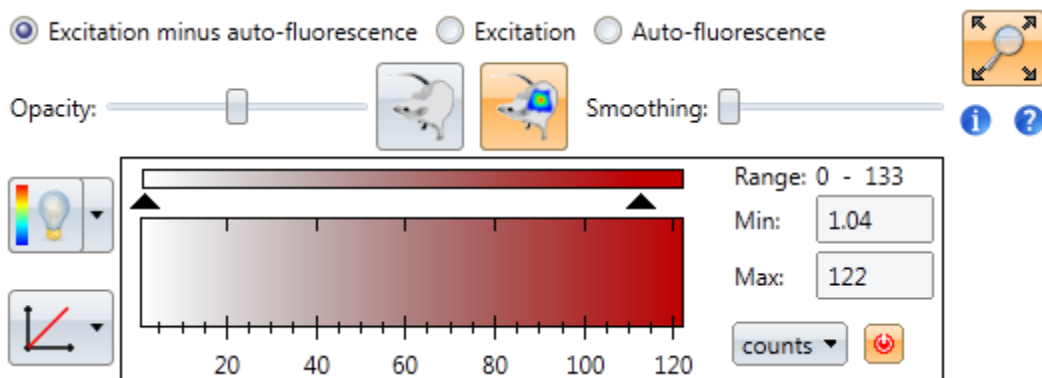 Excitation minus auto-fluorescence Excitation Auto-fluorescence
Opacity: Smoothing:
i ?
Range: 0 - 133
Min: 1.04
Max: 122
counts
20 40 60 80 100 120